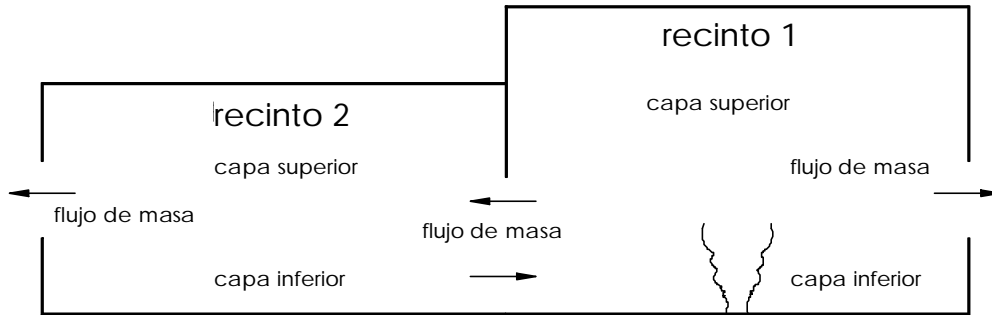 recinto 1
capa superior
recinto 2
capa superior
flujo de masa
flujo de masa
flujo de masa
capa inferior
capa inferior